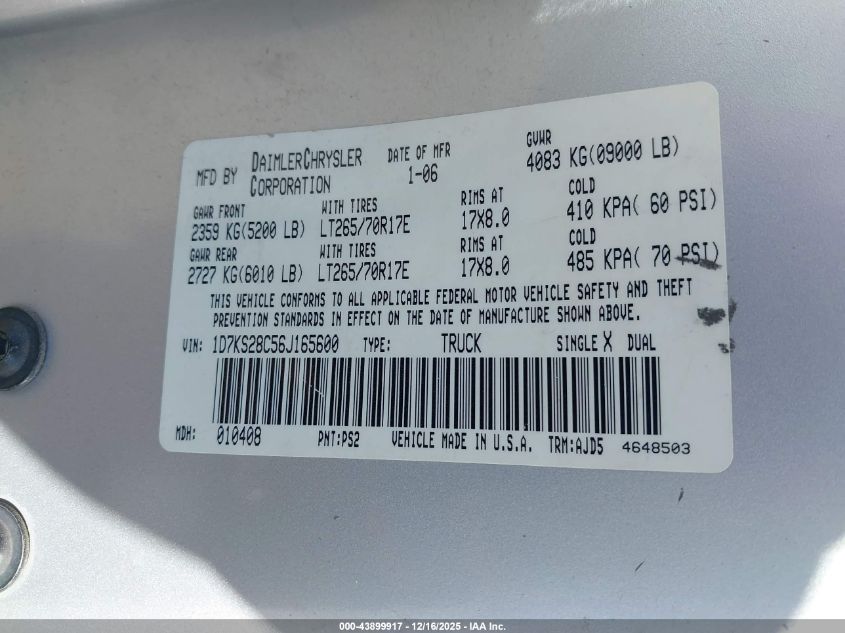 MFD BY DAIMLERCHRYSLER CORPORATION DATE OF MFR 1-06 GVWR 4083 KG(09000 LB)
GAWR FRONT WITH TIRES RIMS AT COLD
2359 KG(5200 LB) LT265/70R17E 17X8.0 410 KPA( 60 PSI)
GAWR REAR WITH TIRES RIMS AT COLD
2727 KG(6010 LB) LT265/70R17E 17X8.0 485 KPA( 70 PSI)
THIS VEHICLE CONFORMS TO ALL APPLICABLE FEDERAL MOTOR VEHICLE SAFETY AND THEFT
PREVENTION STANDARDS IN EFFECT ON THE DATE OF MANUFACTURE SHOWN ABOVE.
VIN: 1D7KS28C56J165600 TYPE: TRUCK SINGLE X DUAL
MDH: 010408 PNT:PS2 VEHICLE MADE IN U.S.A. TRM:AJD5 4648503
000-43899917 - 12/16/2025 - IAA Inc.